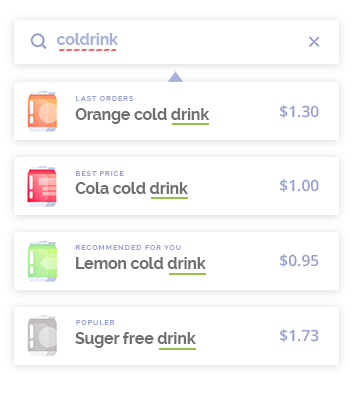 coldrink
LAST ORDERS
Orange cold drink
$1.30
BEST PRICE
Cola cold drink
$1.00
RECOMMENDED FOR YOU
Lemon cold drink
$0.95
POPULER
Suger free drink
$1.73